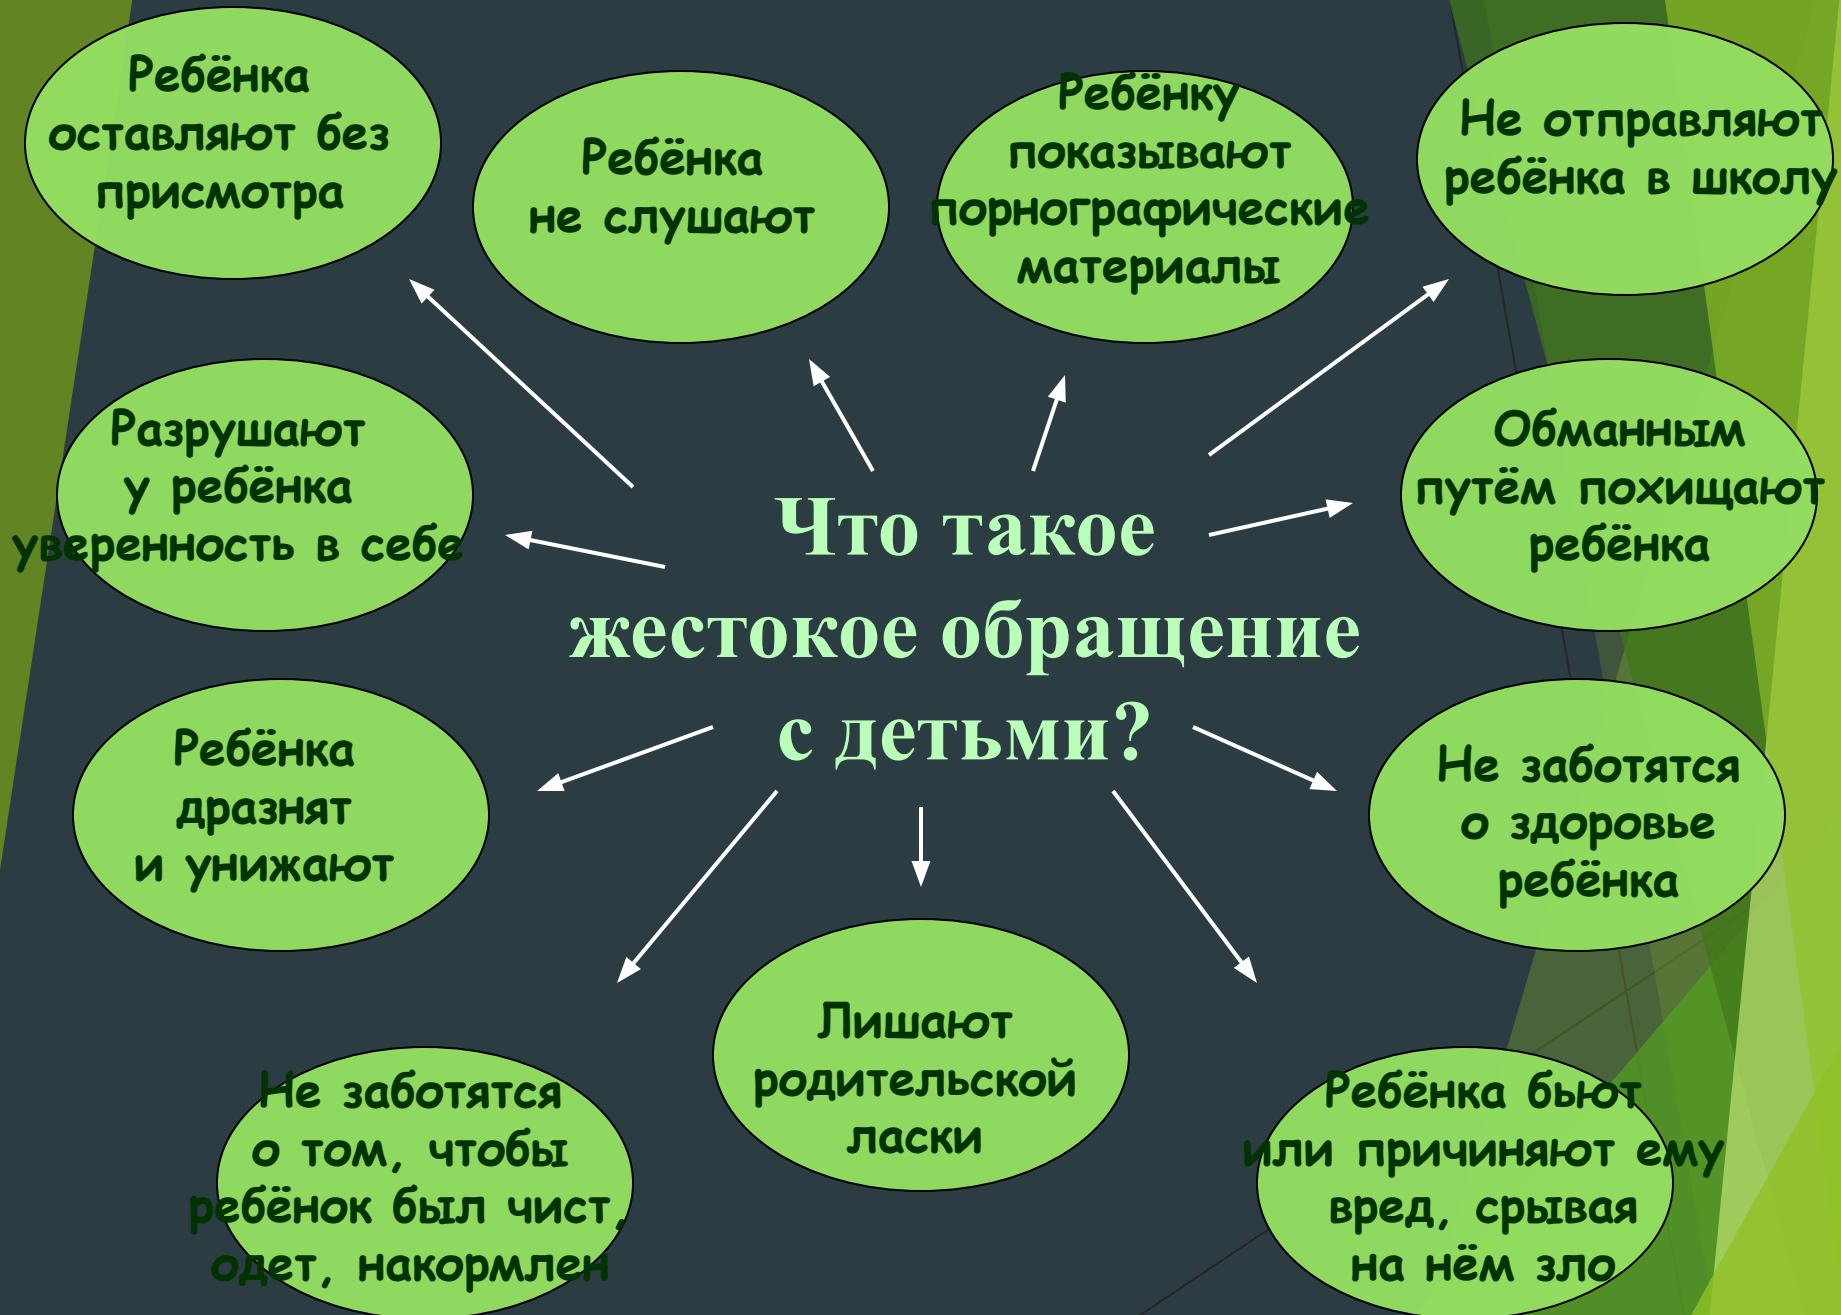 Ребёнка
оставляют без
присмотра
Ребёнка
не слушают
Ребёнку
показывают
порнографические
материалы
Не отправляют
ребёнка в школу
Разрушают
у ребёнка
уверенность в себе
Обманным
путём похищают
ребёнка
Что такое
жестокое обращение
с детьми?
Ребёнка
дразнят
и унижают
Не заботятся
о здоровье
ребёнка
Не заботятся
о том, чтобы
ребёнок был чист,
одет, накормлен
Лишают
родительской
ласки
Ребёнка бьют
или причиняют ему
вред, срывая
на нём зло